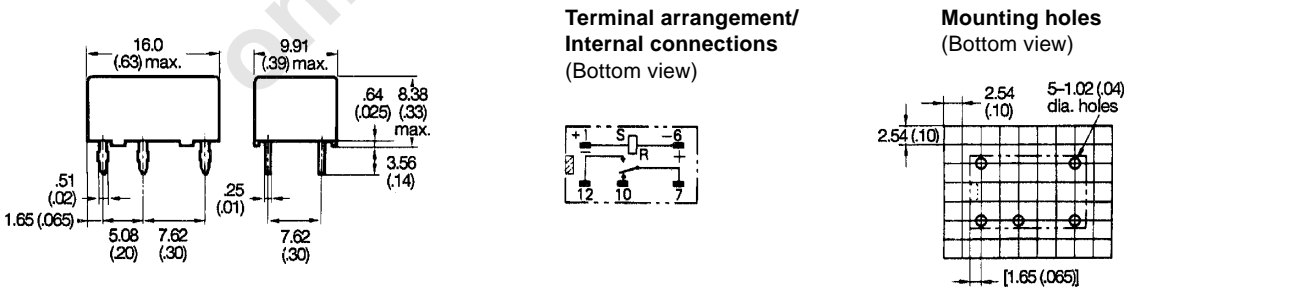 Terminal arrangement/
Internal connections
(Bottom view)
Mounting holes
(Bottom view)
16.0
(.63) max.
9.91
(.39) max.
.64
(.025)
8.38
(.33)
max.
3.56
(.14)
.51
(.02)
1.65 (.065)
5.08
(.20)
7.62
(.30)
.25
(.01)
7.62
(.30)
+1 S −6
− R +
12 10 7
2.54
(.10)
5–1.02 (.04)
dia. holes
2.54 (.10)
[1.65 (.065)]